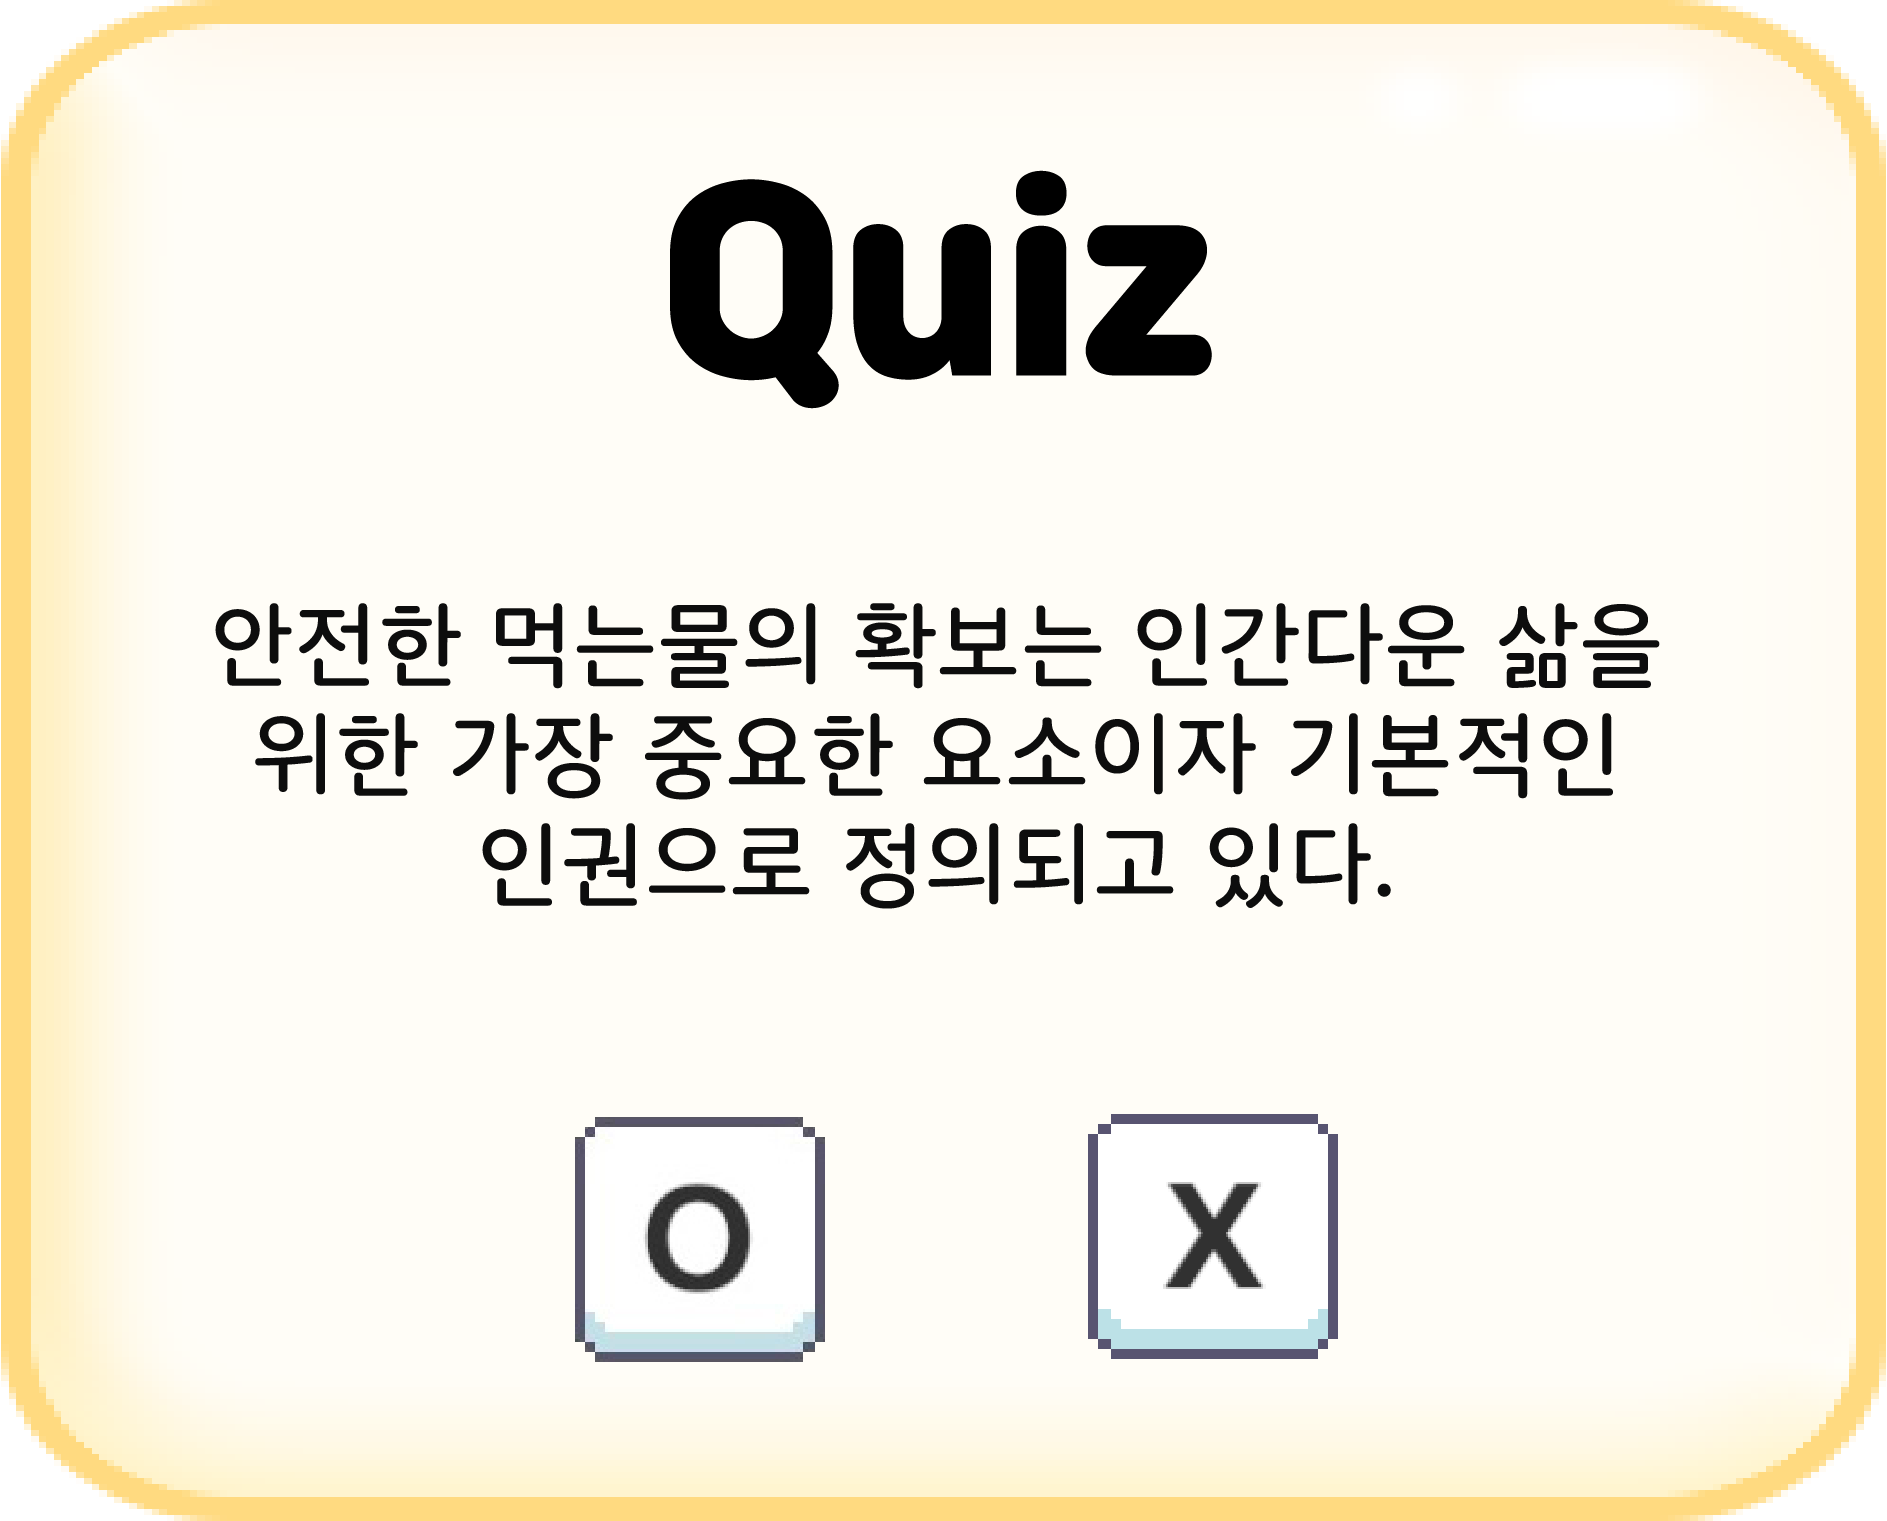 Quiz
안전한 먹는물의 확보는 인간다운 삶을
위한 가장 중요한 요소이자 기본적인
인권으로 정의되고 있다.
O X